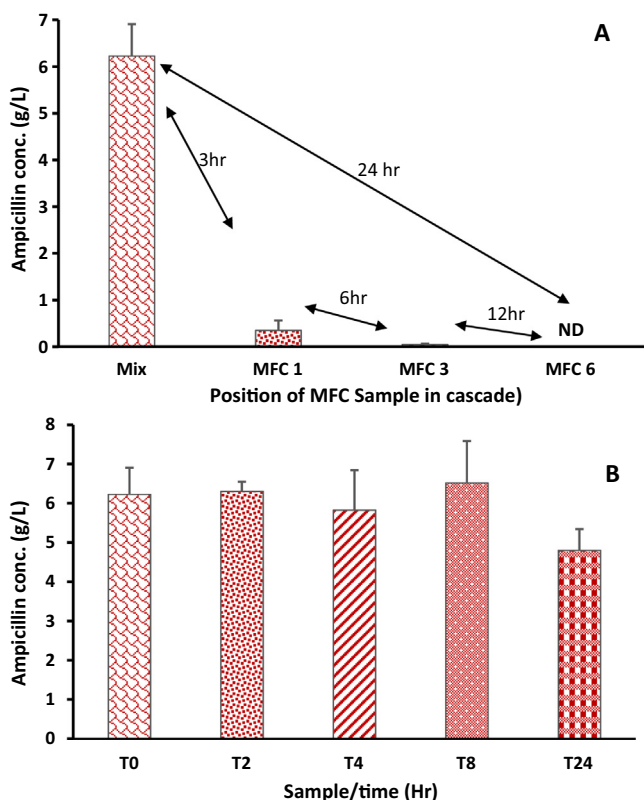 A
Ampicillin conc. (g/L)
7
6
5
4
3
2
1
0
3hr
24 hr
6hr
12hr
ND
Mix MFC 1 MFC 3 MFC 6
Position of MFC Sample in cascade)
B
Ampicillin conc. (g/L)
8
7
6
5
4
3
2
1
0
T0 T2 T4 T8 T24
Sample/time (Hr)